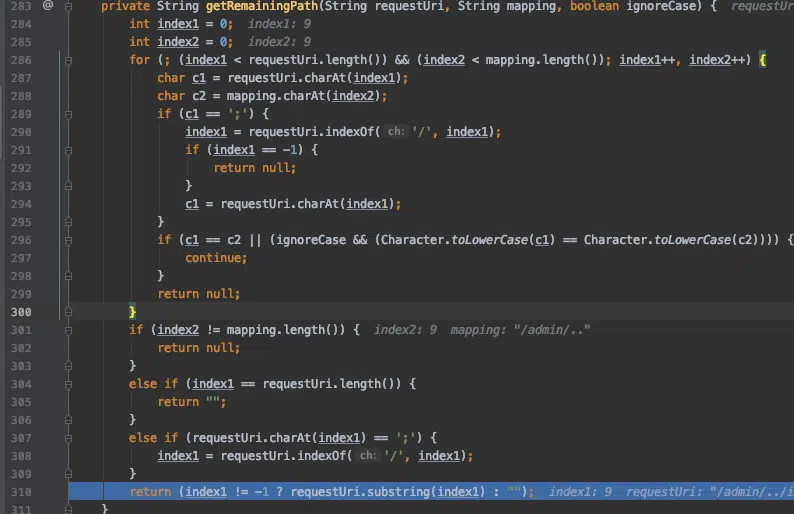 283 @ private String getRemainingPath(String requestUri, String mapping, boolean ignoreCase) { requestUr
284 int index1 = 0; index1: 9
285 int index2 = 0; index2: 9
286 for (; (index1 < requestUri.length()) && (index2 < mapping.length()); index1++, index2++) {
287 char c1 = requestUri.charAt(index1);
288 char c2 = mapping.charAt(index2);
289 if (c1 == ';') {
290 index1 = requestUri.indexOf( ch: '/', index1);
291 if (index1 == -1) {
292 return null;
293 }
294 c1 = requestUri.charAt(index1);
295 }
296 if (c1 == c2 || (ignoreCase && (Character.toLowerCase(c1) == Character.toLowerCase(c2)))) {
297 continue;
298 }
299 return null;
300 }
301 if (index2 != mapping.length()) { index2: 9 mapping: "/admin/.."
302 return null;
303 }
304 else if (index1 == requestUri.length()) {
305 return "";
306 }
307 else if (requestUri.charAt(index1) == ';') {
308 index1 = requestUri.indexOf( ch: '/', index1);
309 }
310 return (index1 != -1 ? requestUri.substring(index1) : ""); index1: 9 requestUri: "/admin/../i
311 }